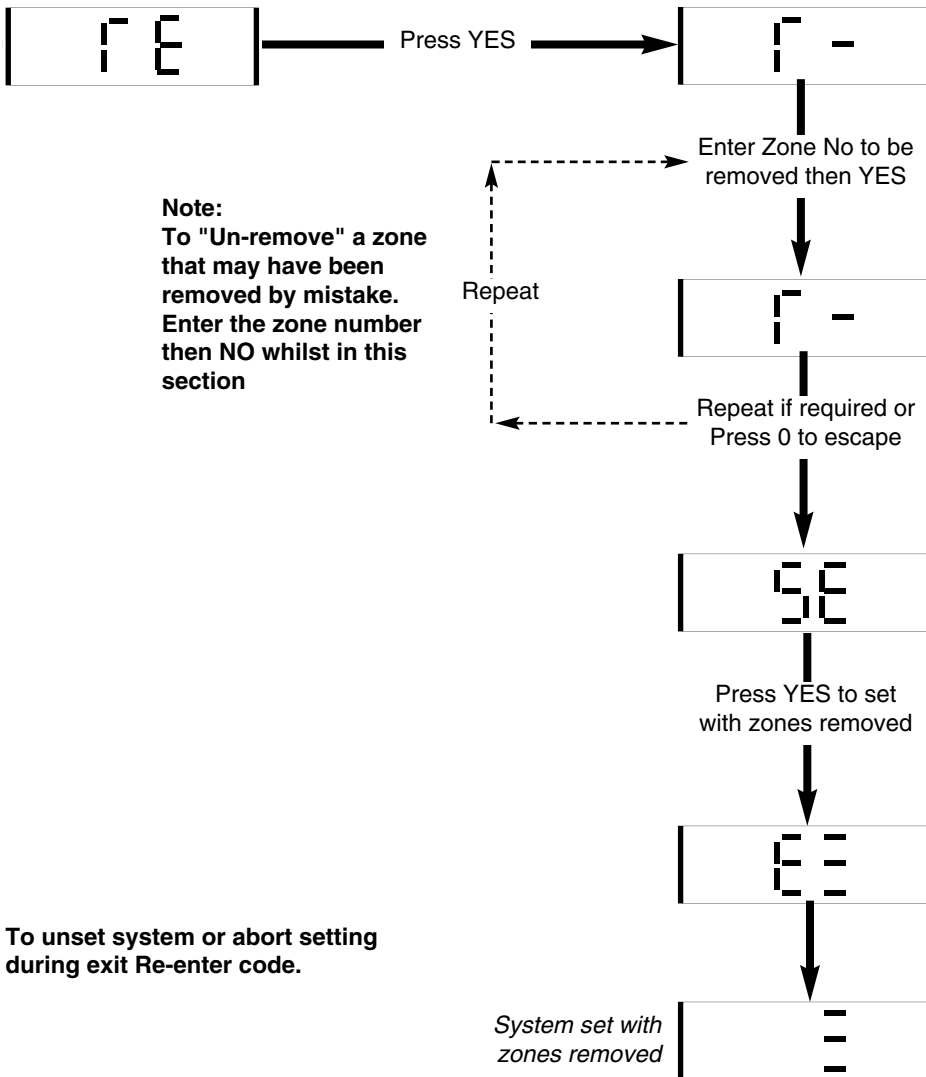 rE
Press YES
r-
Enter Zone No to be
removed then YES
Note:
To "Un-remove" a zone
that may have been
removed by mistake.
Enter the zone number
then NO whilst in this
section
Repeat
r-
Repeat if required or
Press 0 to escape
SE
Press YES to set
with zones removed
E
To unset system or abort setting
during exit Re-enter code.
System set with
zones removed